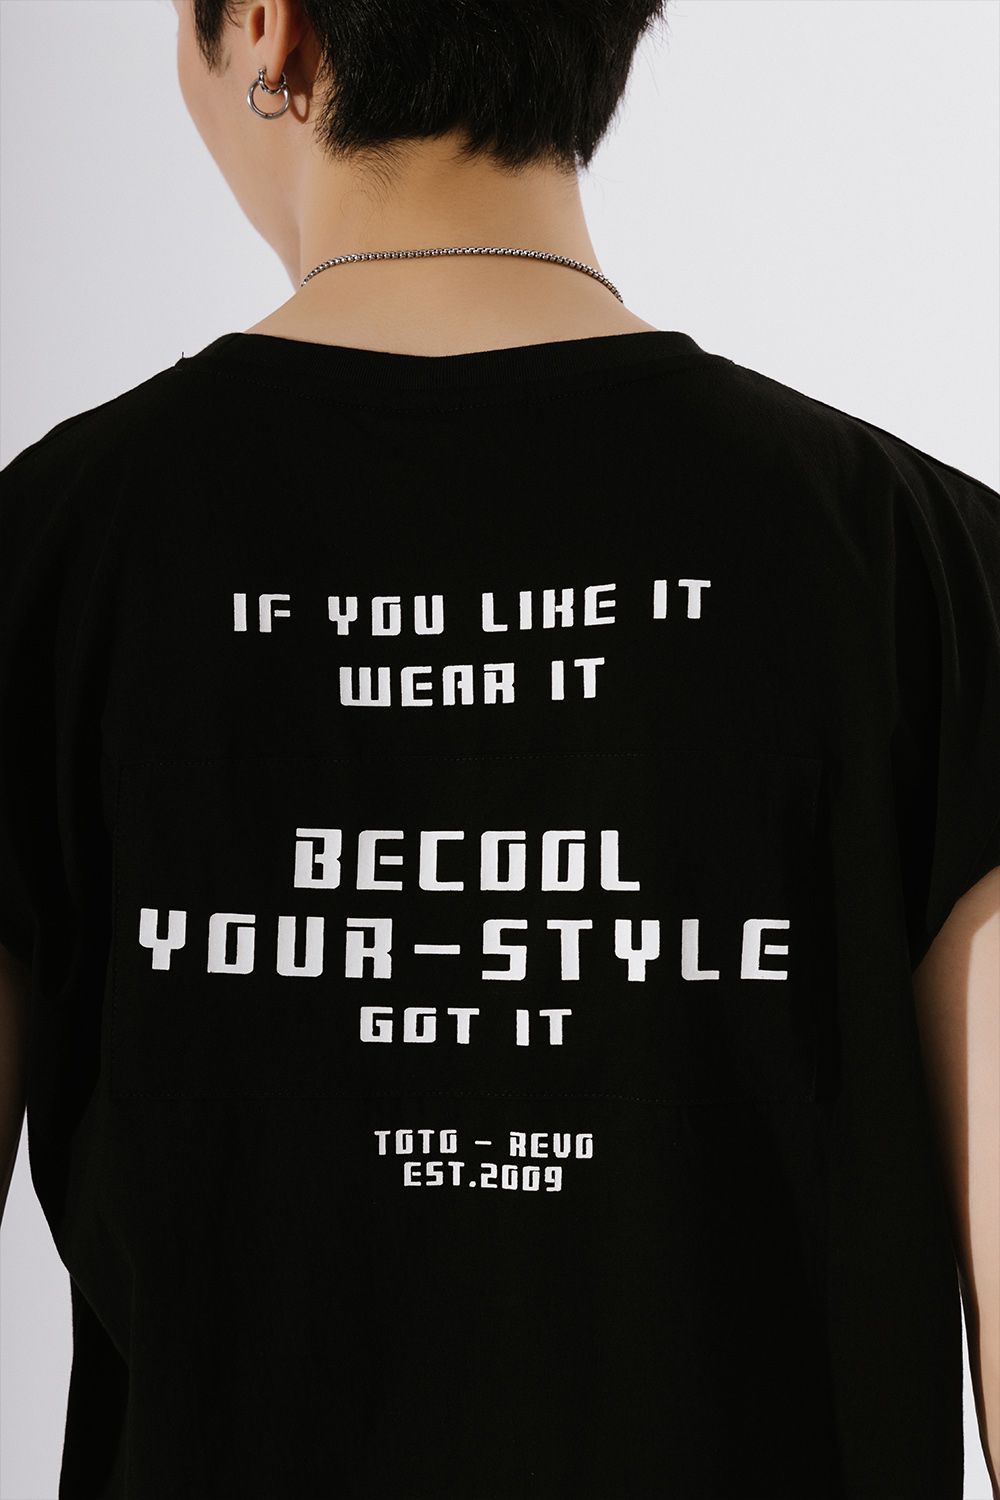 IF YOU LIKE IT
WEAR IT
BECOOL
YOUR-STYLE
GOT IT
TOTO - REVO
EST.2009